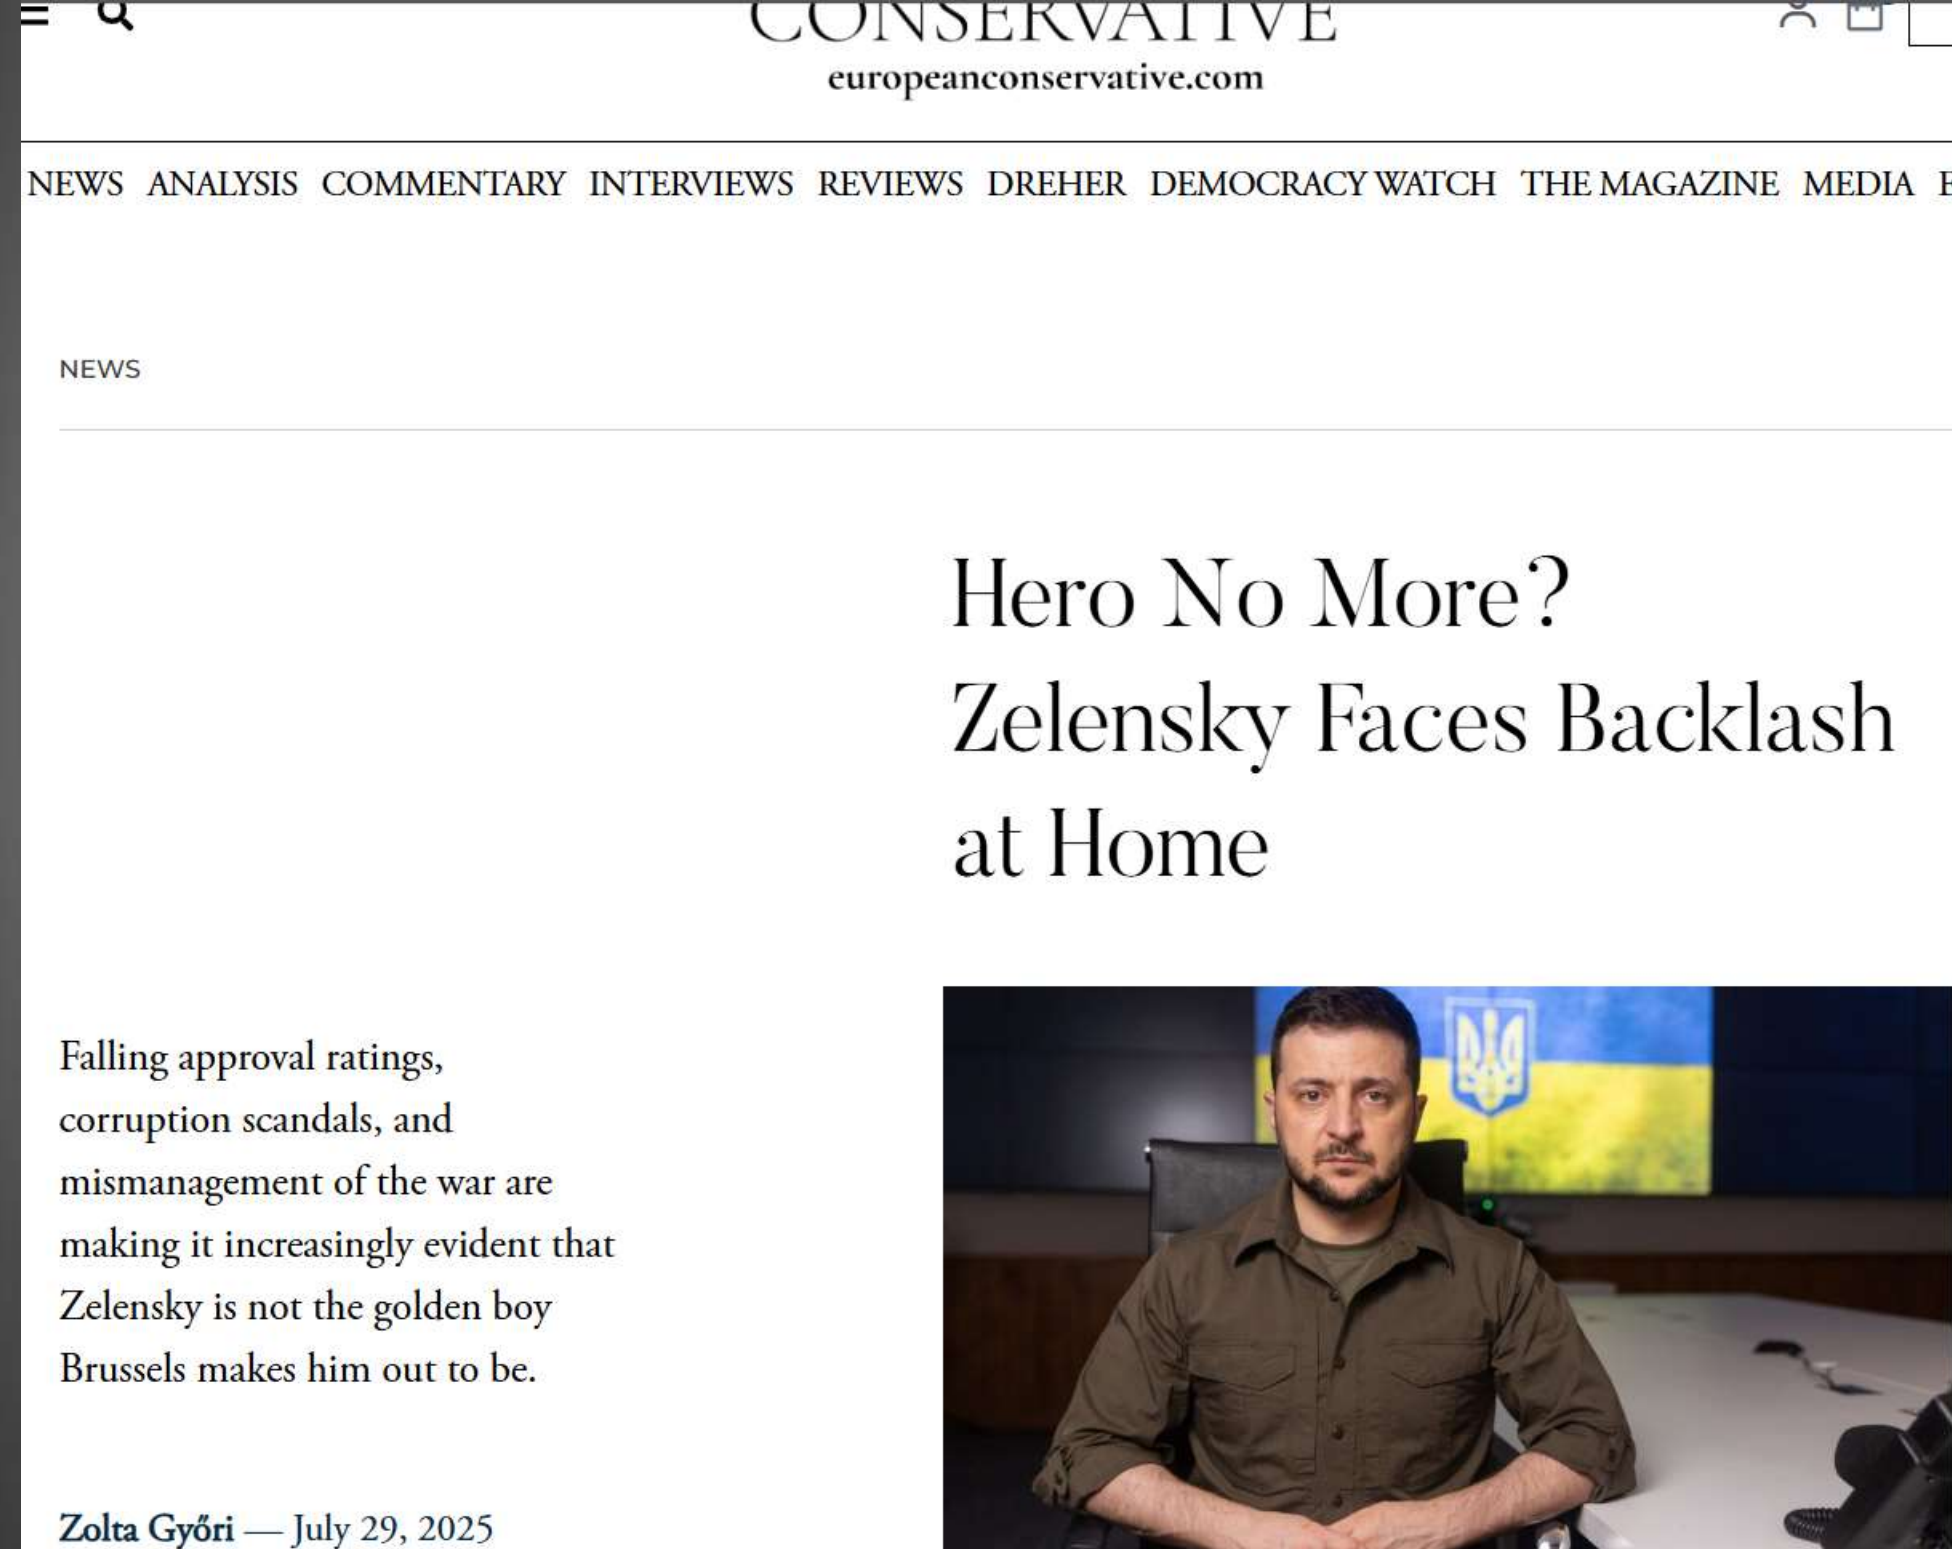 CONSERVATIVE
europeanconservative.com
NEWS ANALYSIS COMMENTARY INTERVIEWS REVIEWS DREHER DEMOCRACY WATCH THE MAGAZINE MEDIA
NEWS
Hero No More?
Zelensky Faces Backlash
at Home
Falling approval ratings,
corruption scandals, and
mismanagement of the war are
making it increasingly evident that
Zelensky is not the golden boy
Brussels makes him out to be.
Zolta Győri — July 29, 2025